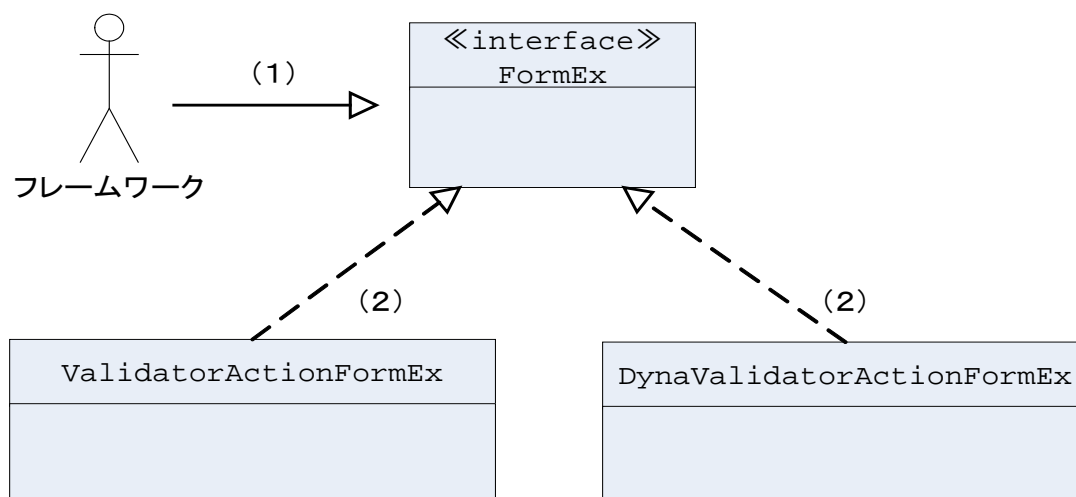 ≪interface≫
FormEx
（1）
フレームワーク
（2）
（2）
ValidatorActionFormEx
DynaValidatorActionFormEx